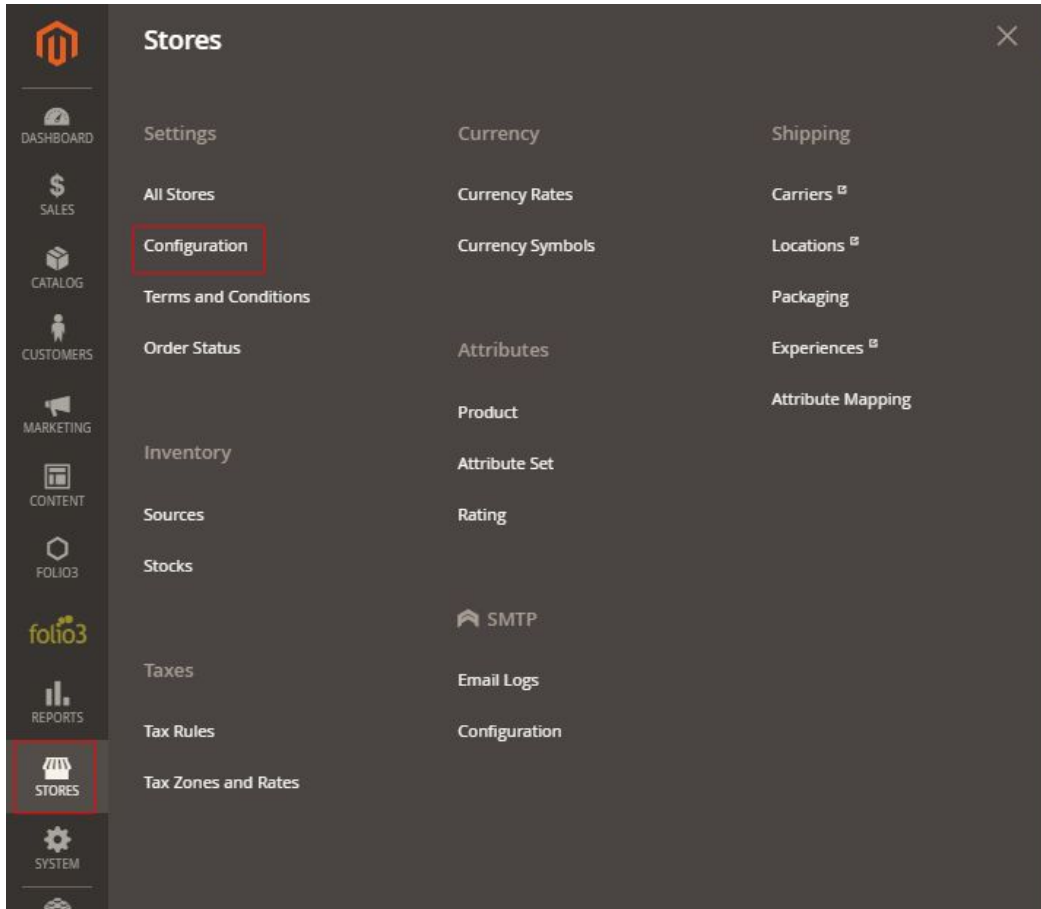 Stores
DASHBOARD
SALES
CATALOG
CUSTOMERS
MARKETING
CONTENT
FOLIO3
folio3
REPORTS
STORES
SYSTEM
Settings
All Stores
Configuration
Terms and Conditions
Order Status
Inventory
Sources
Stocks
Taxes
Tax Rules
Tax Zones and Rates
Currency
Currency Rates
Currency Symbols
Attributes
Product
Attribute Set
Rating
SMTP
Email Logs
Configuration
Shipping
Carriers
Locations
Packaging
Experiences
Attribute Mapping